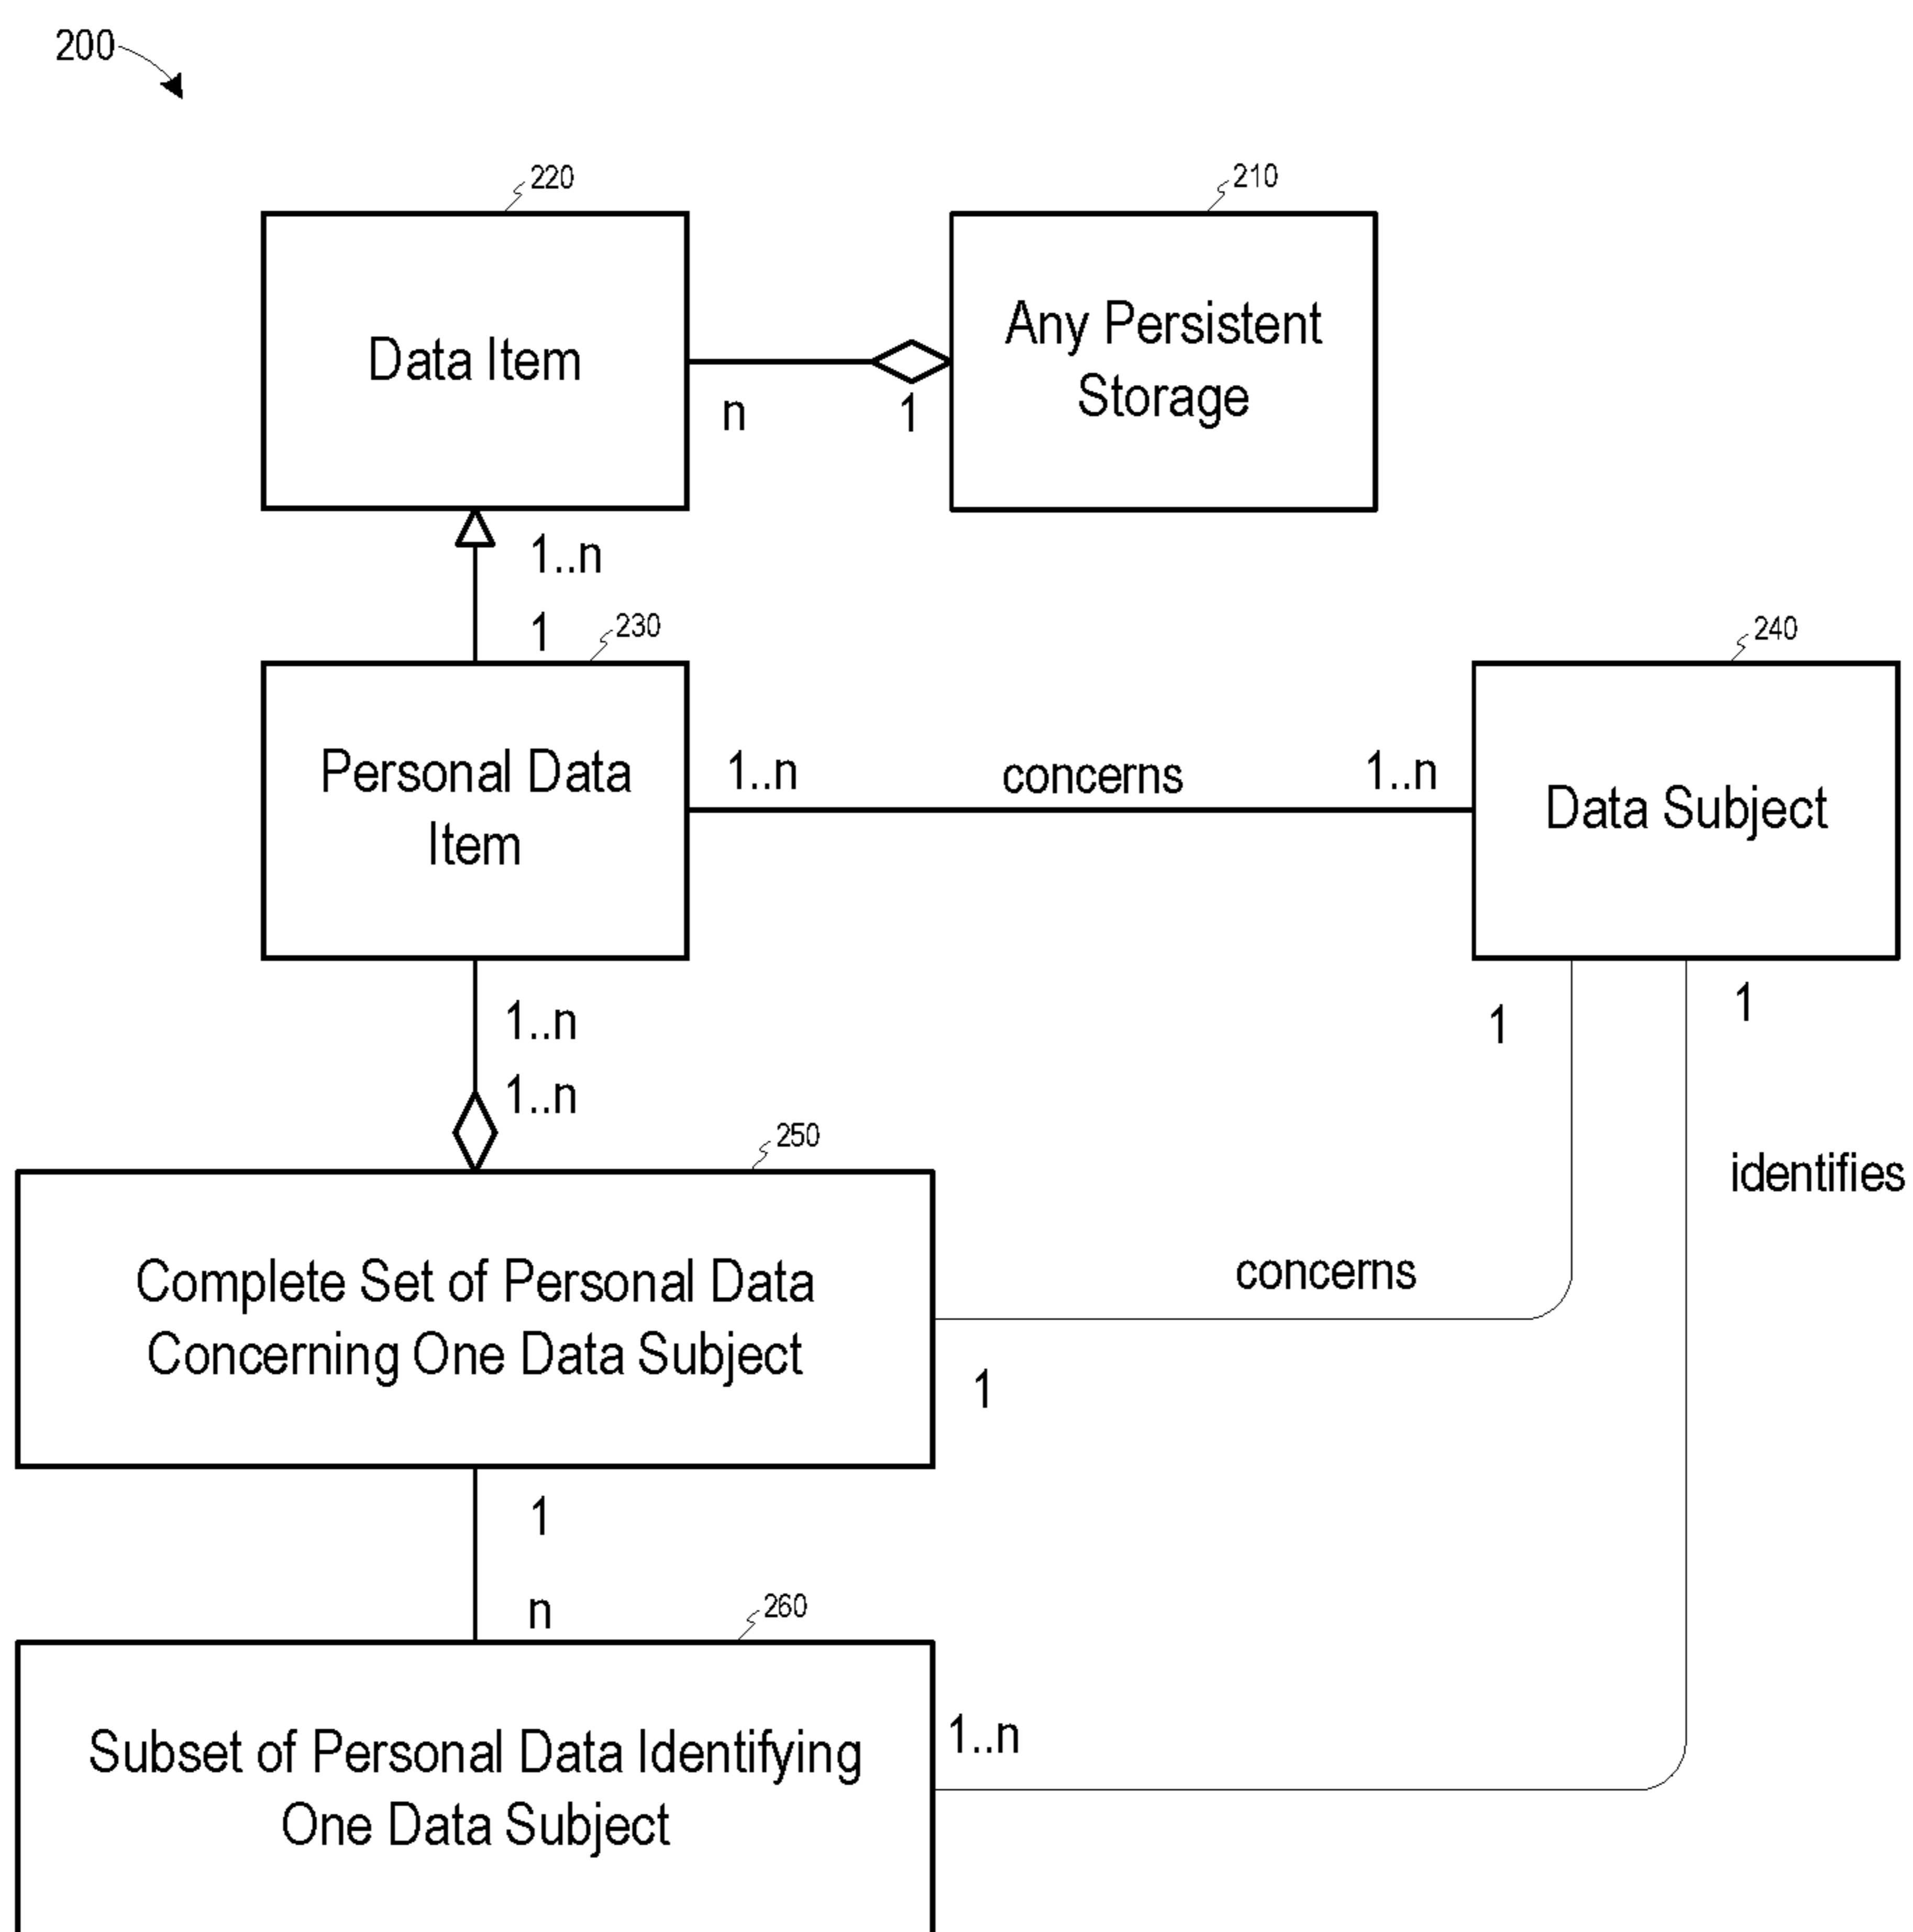 200
220
210
Data Item
Any Persistent
Storage
n
1
1..n
1
230
240
Personal Data
Item
1..n
concerns
1..n
Data Subject
1..n
1
1
1..n
250
identifies
Complete Set of Personal Data
Concerning One Data Subject
concerns
1
1
n
260
Subset of Personal Data Identifying
One Data Subject
1..n